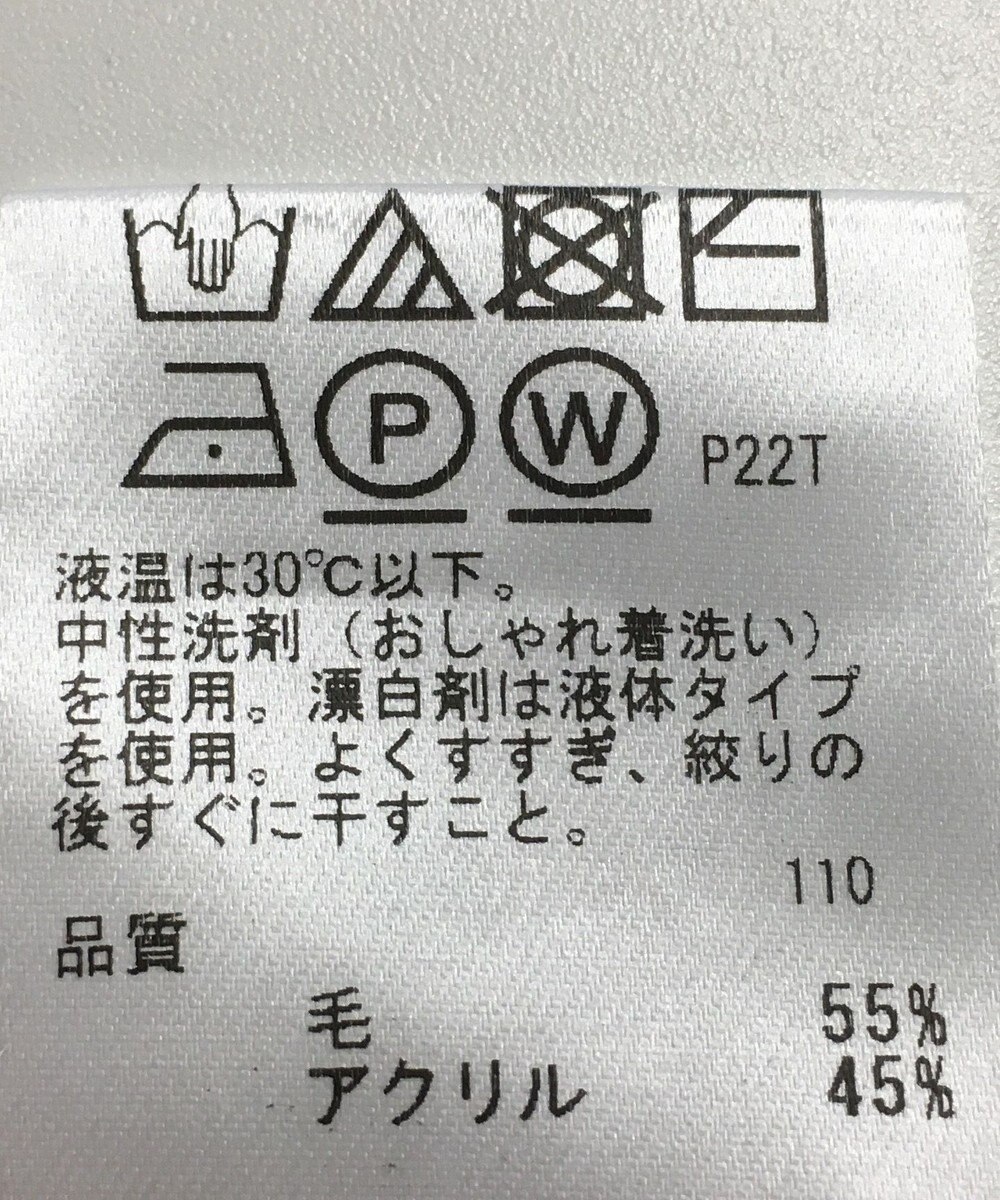 P
W
P22T
液温は30℃以下。
中性洗剤（おしゃれ着洗い）
を使用。漂白剤は液体タイプ
を使用。よくすすぎ、絞りの
後すぐに干すこと。
110
品質
毛 55%
アクリル 45%